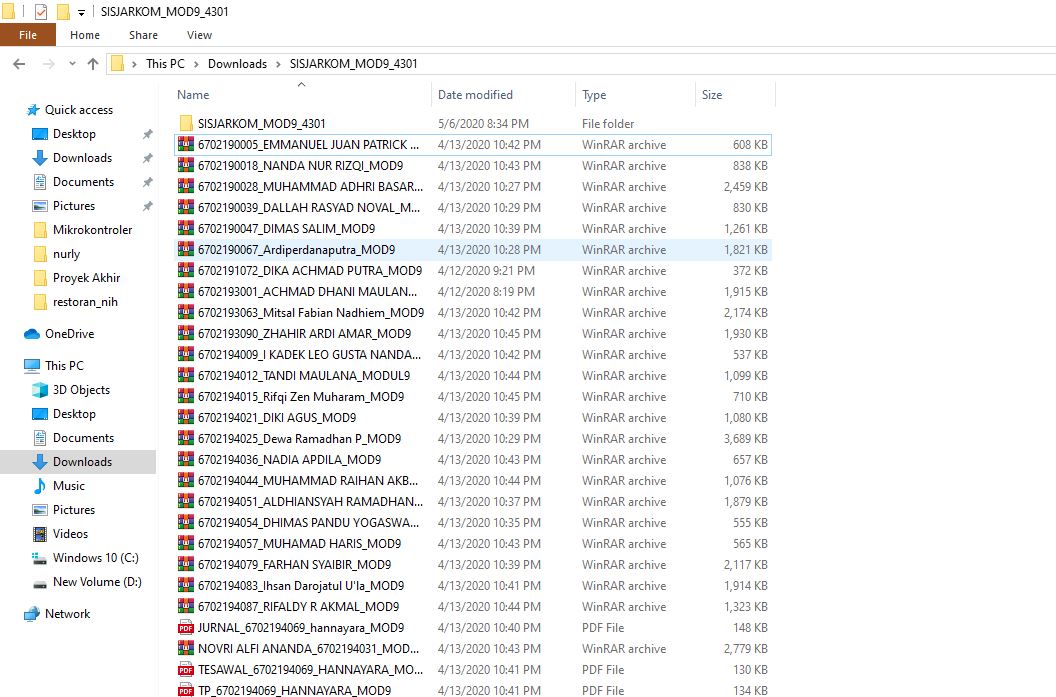 SISJARKOM_MOD9_4301
File Home Share View
This PC Downloads SISJARKOM_MOD9_4301
Quick access
Desktop
Downloads
Documents
Pictures
Mikrokontroler
nurly
Proyek Akhir
restoran_nih
OneDrive
This PC
3D Objects
Desktop
Documents
Downloads
Music
Pictures
Videos
Windows 10 (C:)
New Volume (D:)
Network
Name Date modified Type Size
SISJARKOM_MOD9_4301 5/6/2020 8:34 PM File folder
6702190005_EMMANUEL JUAN PATRICK ... 4/13/2020 10:42 PM WinRAR archive 608 KB
6702190018_NANDA NUR RIZQI_MOD9 4/13/2020 10:43 PM WinRAR archive 838 KB
6702190028_MUHAMMAD ADHRI BASAR... 4/13/2020 10:27 PM WinRAR archive 2,459 KB
6702190039_DALLAH RASYAD NOVAL_M... 4/13/2020 10:29 PM WinRAR archive 830 KB
6702190047_DIMAS SALIM_MOD9 4/13/2020 10:39 PM WinRAR archive 1,261 KB
6702190067_Ardiperdanaputra_MOD9 4/13/2020 10:28 PM WinRAR archive 1,821 KB
6702191072_DIKA ACHMAD PUTRA_MOD9 4/12/2020 9:21 PM WinRAR archive 372 KB
6702193001_ACHMAD DHANI MAULAN... 4/12/2020 8:19 PM WinRAR archive 1,915 KB
6702193063_Mitsal Fabian Nadhiem_MOD9 4/13/2020 10:42 PM WinRAR archive 2,174 KB
6702193090_ZHAHIR ARDI AMAR_MOD9 4/13/2020 10:45 PM WinRAR archive 1,930 KB
6702194009_I KADEK LEO GUSTA NANDA... 4/13/2020 10:42 PM WinRAR archive 537 KB
6702194012_TANDI MAULANA_MODUL9 4/13/2020 10:44 PM WinRAR archive 1,099 KB
6702194015_Rifqi Zen Muharam_MOD9 4/13/2020 10:45 PM WinRAR archive 710 KB
6702194021_DIKI AGUS_MOD9 4/13/2020 10:39 PM WinRAR archive 1,080 KB
6702194025_Dewa Ramadhan P_MOD9 4/13/2020 10:29 PM WinRAR archive 3,689 KB
6702194036_NADIA APDILA_MOD9 4/13/2020 10:43 PM WinRAR archive 657 KB
6702194044_MUHAMMAD RAIHAN AKB... 4/13/2020 10:44 PM WinRAR archive 1,076 KB
6702194051_ALDHIANSYAH RAMADHAN... 4/13/2020 10:37 PM WinRAR archive 1,879 KB
6702194054_DHIMAS PANDU YOGASWA... 4/13/2020 10:35 PM WinRAR archive 555 KB
6702194057_MUHAMAD HARIS_MOD9 4/13/2020 10:43 PM WinRAR archive 565 KB
6702194079_FARHAN SYAIBIR_MOD9 4/13/2020 10:39 PM WinRAR archive 2,117 KB
6702194083_Ihsan Darojatul U'la_MOD9 4/13/2020 10:41 PM WinRAR archive 1,914 KB
6702194087_RIFALDY R AKMAL_MOD9 4/13/2020 10:44 PM WinRAR archive 1,323 KB
JURNAL_6702194069_hannayara_MOD9 4/13/2020 10:40 PM PDF File 148 KB
NOVRI ALFI ANANDA_6702194031_MOD... 4/13/2020 10:43 PM WinRAR archive 2,779 KB
TESAWAL_6702194069_HANNAYARA_MO... 4/13/2020 10:41 PM PDF File 130 KB
TP_6702194069_HANNAYARA_MOD9 4/13/2020 10:41 PM PDF File 134 KB